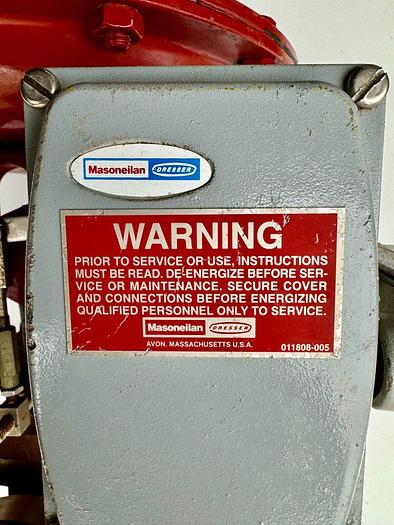 Masoneilan DRESSER
WARNING
PRIOR TO SERVICE OR USE, INSTRUCTIONS
MUST BE READ. DE-ENERGIZE BEFORE SER-
VICE OR MAINTENANCE. SECURE COVER
AND CONNECTIONS BEFORE ENERGIZING
QUALIFIED PERSONNEL ONLY TO SERVICE.
Masoneilan DRESSER
AVON, MASSACHUSETTS U.S.A.
011808-005